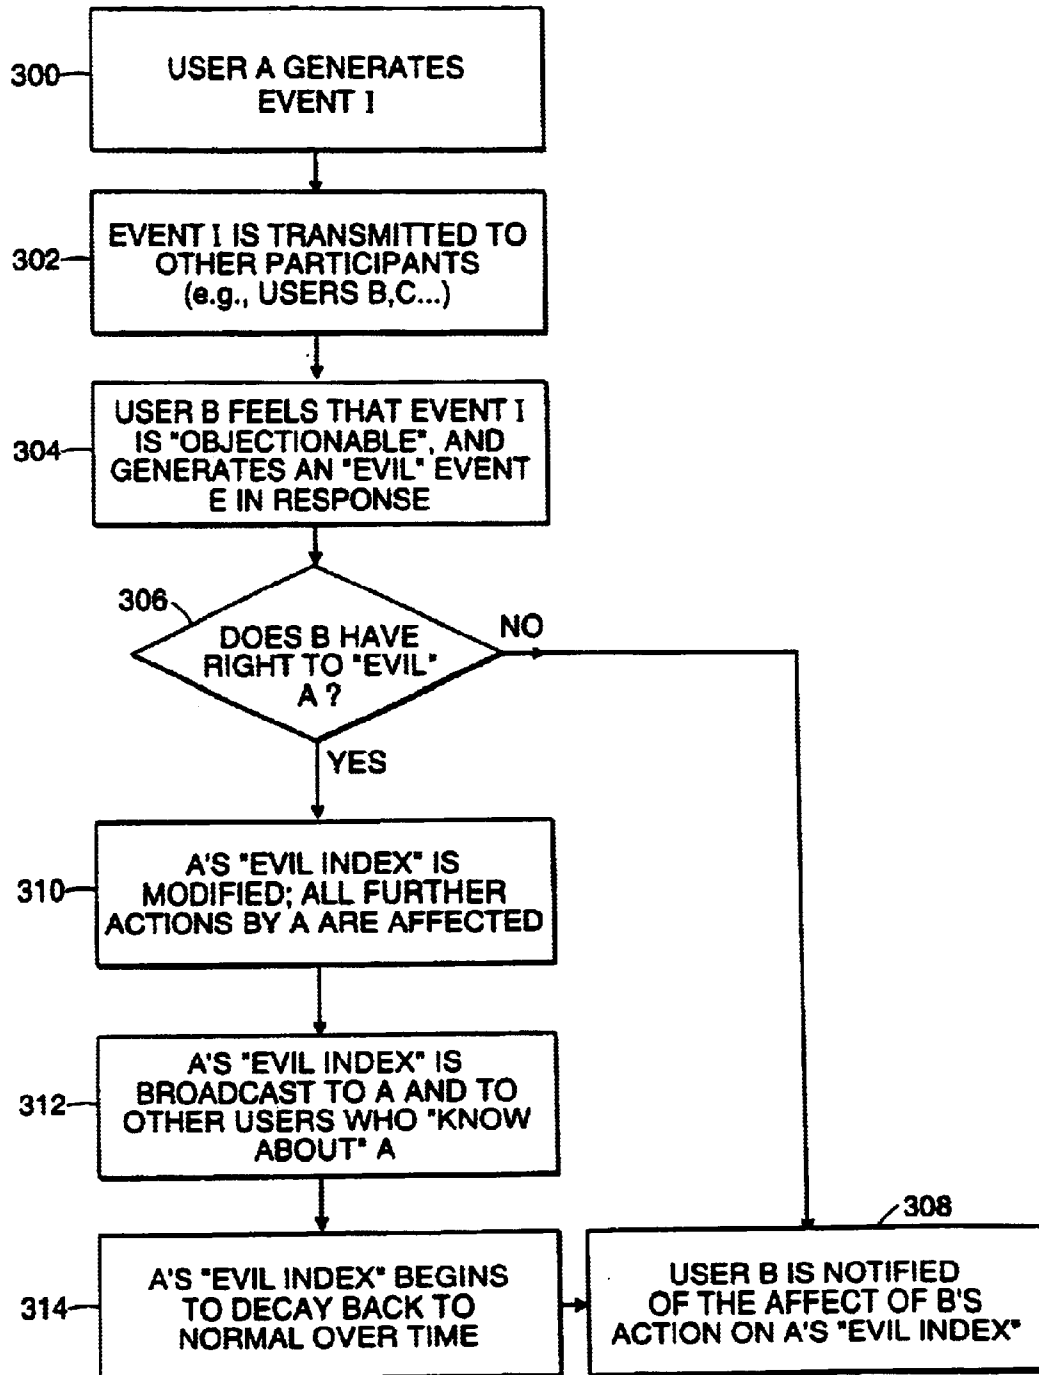 300
USER A GENERATES
EVENT I
302
EVENT I IS TRANSMITTED TO
OTHER PARTICIPANTS
(e.g., USERS B,C...)
304
USER B FEELS THAT EVENT I
IS "OBJECTIONABLE", AND
GENERATES AN "EVIL" EVENT
E IN RESPONSE
306
DOES B HAVE
RIGHT TO "EVIL"
A ?
NO
YES
310
A'S "EVIL INDEX" IS
MODIFIED; ALL FURTHER
ACTIONS BY A ARE AFFECTED
312
A'S "EVIL INDEX" IS
BROADCAST TO A AND TO
OTHER USERS WHO "KNOW
ABOUT" A
314
A'S "EVIL INDEX" BEGINS
TO DECAY BACK TO
NORMAL OVER TIME
308
USER B IS NOTIFIED
OF THE AFFECT OF B'S
ACTION ON A'S "EVIL INDEX"